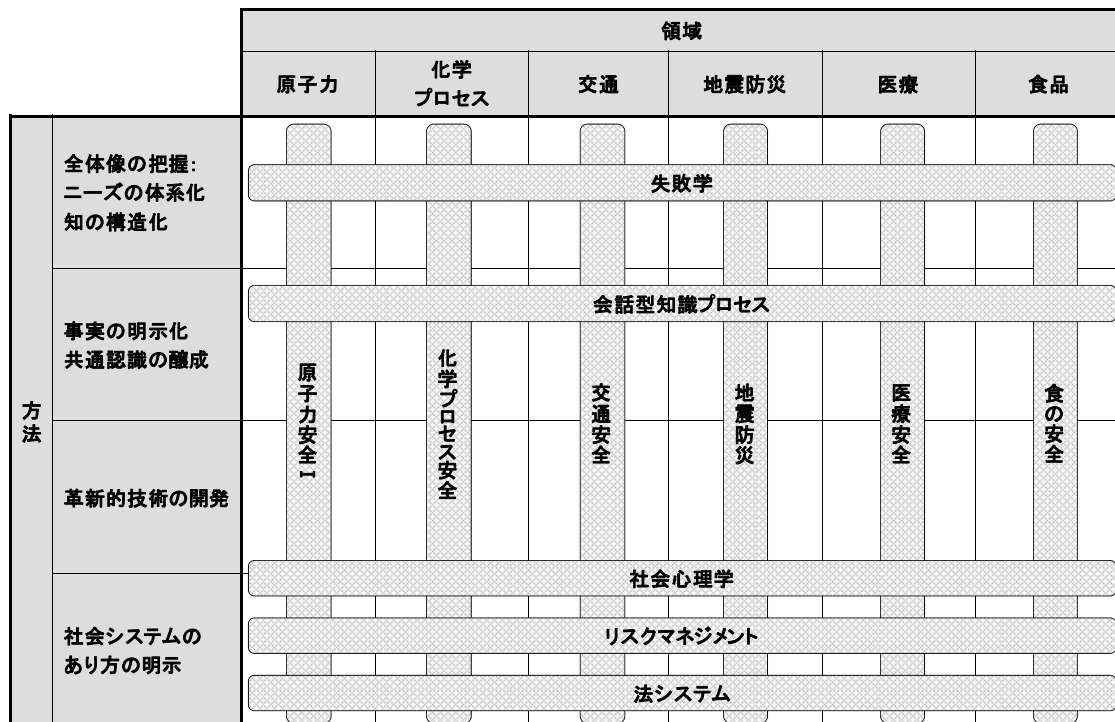 領域
原子力
化学
プロセス
交通
地震防災
医療
食品
方法
全体像の把握:
ニーズの体系化
知の構造化
失敗学
事実の明示化
共通認識の醸成
会話型知識プロセス
原子力安全I
化学プロセス安全
交通安全
地震防災
医療安全
食の安全
革新的技術の開発
社会システムの
あり方の明示
社会心理学
リスクマネジメント
法システム